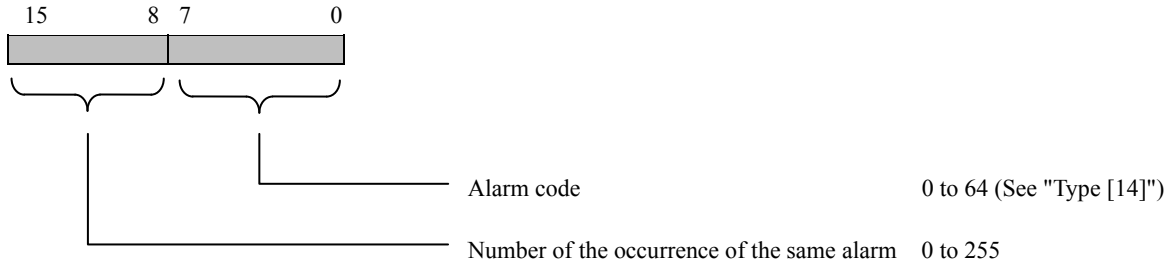 15 8 7 0
Alarm code 0 to 64 (See "Type [14]")
Number of the occurrence of the same alarm 0 to 255